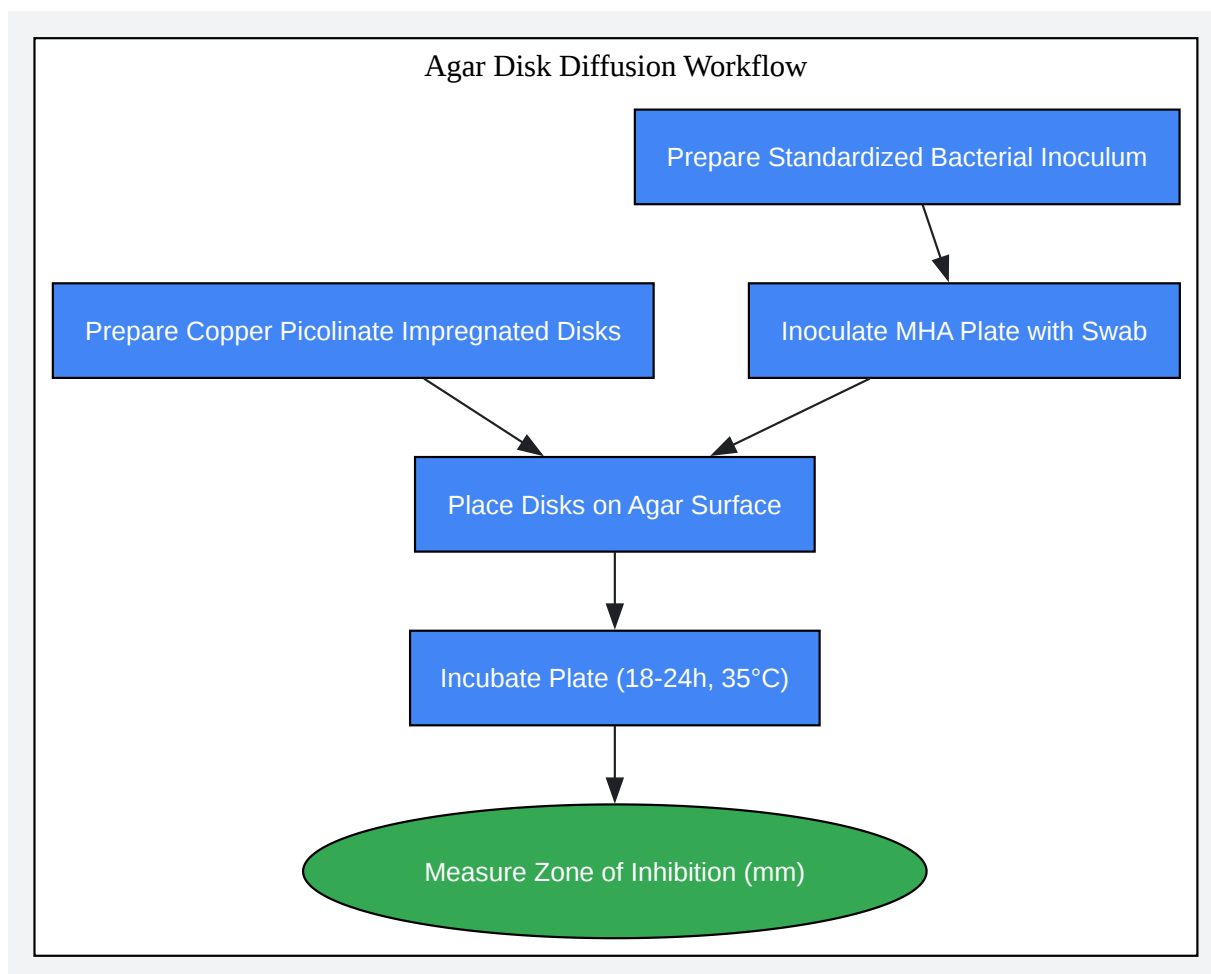 Agar Disk Diffusion Workflow
Prepare Standardized Bacterial Inoculum
Prepare Copper Picolinate Impregnated Disks
Inoculate MHA Plate with Swab
Place Disks on Agar Surface
Incubate Plate (18-24h, 35°C)
Measure Zone of Inhibition (mm)